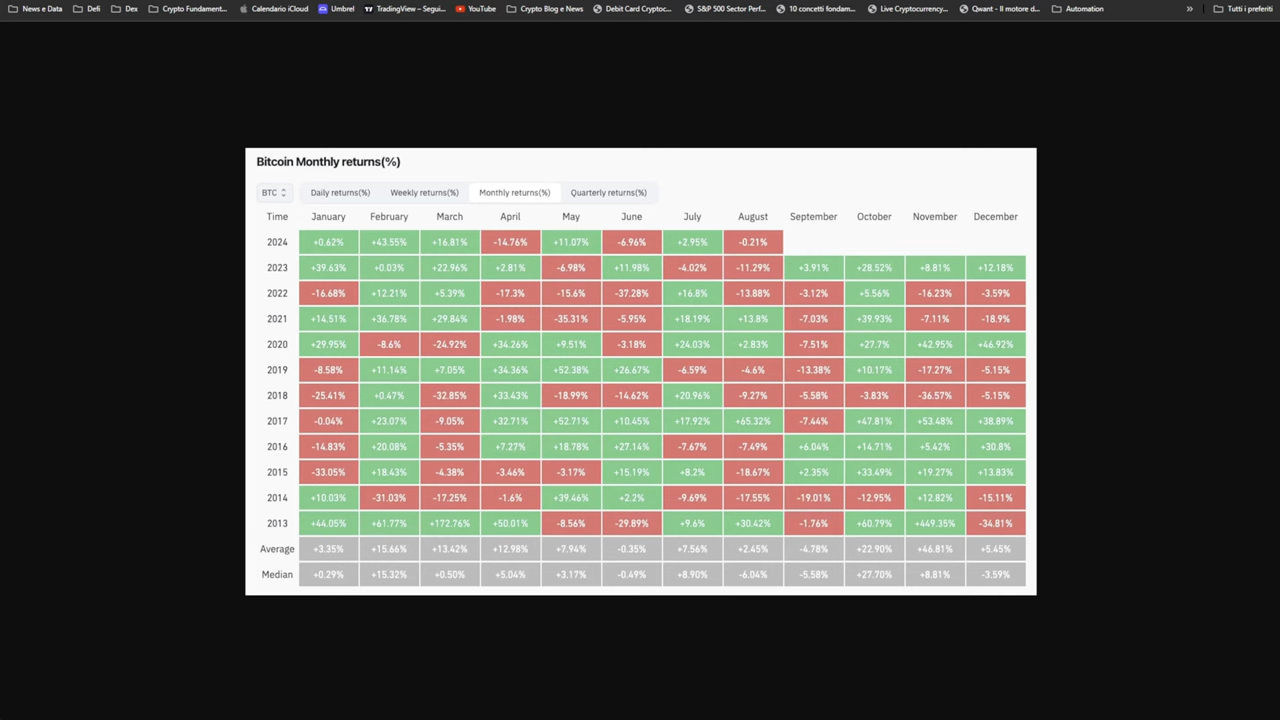 News e Data Defi Dex Crypto Fundament... Calendario iCloud Umbrel TradingView – Segui... YouTube Crypto Blog e News Debit Card Cryptoc... S&P 500 Sector Perf... 10 concetti fondam... Live Cryptocurrency... Qwant - Il motore d... Automation » Tutti i preferiti
Bitcoin Monthly returns(%)
BTC Daily returns(%) Weekly returns(%) Monthly returns(%) Quarterly returns(%)
Time January February March April May June July August September October November December
2024 +0.62% +43.55% +16.81% -14.76% +11.07% -6.96% +2.95% -0.21%
2023 +39.63% +0.03% +22.96% +2.81% -6.98% +11.98% -4.02% -11.29% +3.91% +28.52% +8.81% +12.18%
2022 -16.68% +12.21% +5.39% -17.3% -15.6% -37.28% +16.8% -13.88% -3.12% +5.56% -16.23% -3.59%
2021 +14.51% +36.78% +29.84% -1.98% -35.31% -5.95% +18.19% +13.8% -7.03% +39.93% -7.11% -18.9%
2020 +29.95% -8.6% -24.92% +34.26% +9.51% -3.18% +24.03% +2.83% -7.51% +27.7% +42.95% +46.92%
2019 -8.58% +11.14% +7.05% +34.36% +52.38% +26.67% -6.59% -4.6% -13.38% +10.17% -17.27% -5.15%
2018 -25.41% +0.47% -32.85% +33.43% -18.99% -14.62% +20.96% -9.27% -5.58% -3.83% -36.57% -5.15%
2017 -0.04% +23.07% -9.05% +32.71% +52.71% +10.45% +17.92% +65.32% -7.44% +47.81% +53.48% +38.89%
2016 -14.83% +20.08% -5.35% +7.27% +18.78% +27.14% -7.67% -7.49% +6.04% +14.71% +5.42% +30.8%
2015 -33.05% +18.43% -4.38% -3.46% -3.17% +15.19% +8.2% -18.67% +2.35% +33.49% +19.27% +13.83%
2014 +10.03% -31.03% -17.25% -1.6% +39.46% +2.2% -9.69% -17.55% -19.01% -12.95% +12.82% -15.11%
2013 +44.05% +61.77% +172.76% +50.01% -8.56% -29.89% +9.6% +30.42% -1.76% +60.79% +449.35% -34.81%
Average +3.35% +15.66% +13.42% +12.98% +7.94% -0.35% +7.56% +2.45% -4.78% +22.90% +46.81% +5.45%
Median +0.29% +15.32% +0.50% +5.04% +3.17% -0.49% +8.90% -6.04% -5.58% +27.70% +8.81% -3.59%